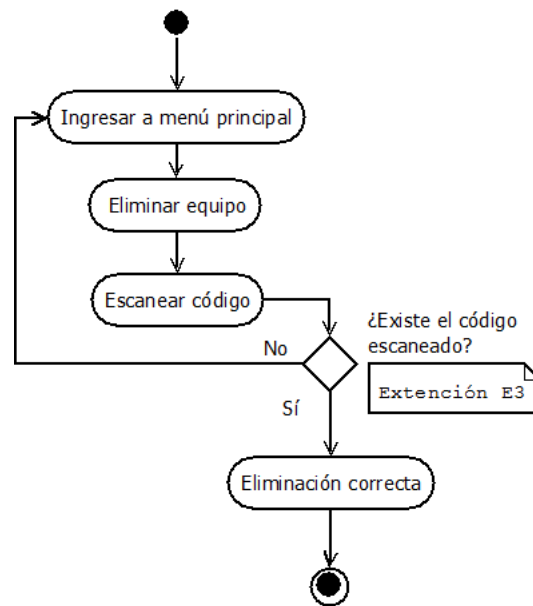 Ingresar a menú principal
Eliminar equipo
Escanear código
¿Existe el código
escaneado?
No
Extención E3
Sí
Eliminación correcta